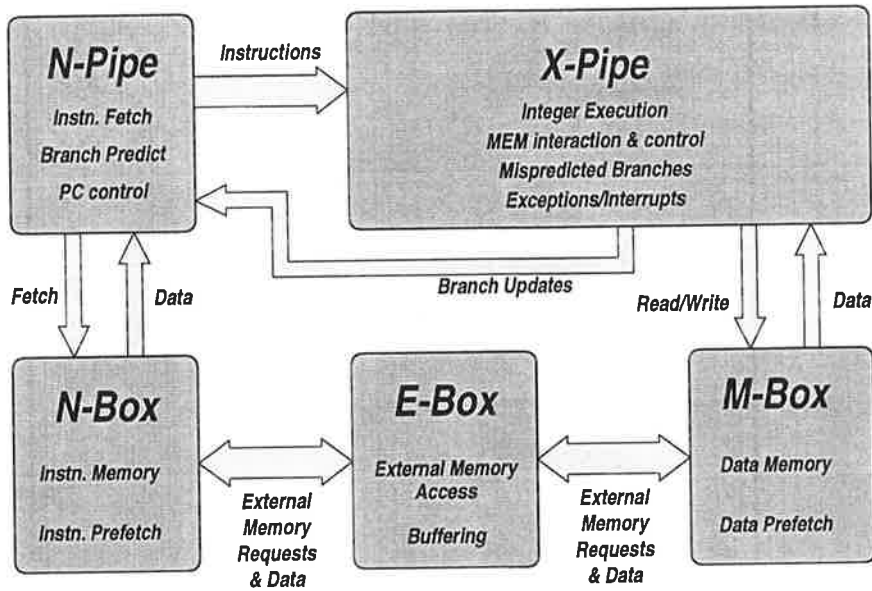 N-Pipe
Instn. Fetch
Branch Predict
PC control
Instructions
X-Pipe
Integer Execution
MEM interaction & control
Mispredicted Branches
Exceptions/Interrupts
Branch Updates
Fetch
Data
Read/Write
Data
N-Box
Instn. Memory
Instn. Prefetch
External
Memory
Requests
& Data
E-Box
External Memory
Access
Buffering
External
Memory
Requests
& Data
M-Box
Data Memory
Data Prefetch